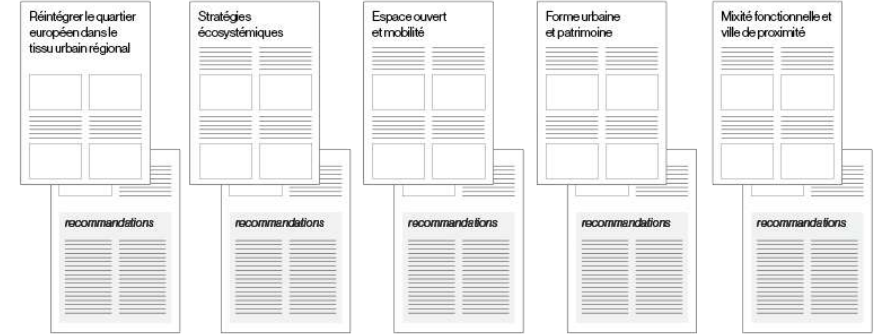 Réintégrer le quartier
européen dans le
tissu urbain régional
Stratégies
écosystémiques
Espace ouvert
et mobilité
Forme urbaine
et patrimoine
Mixité fonctionnelle et
ville de proximité
recommandations
recommandations
recommandations
recommandations
recommandations